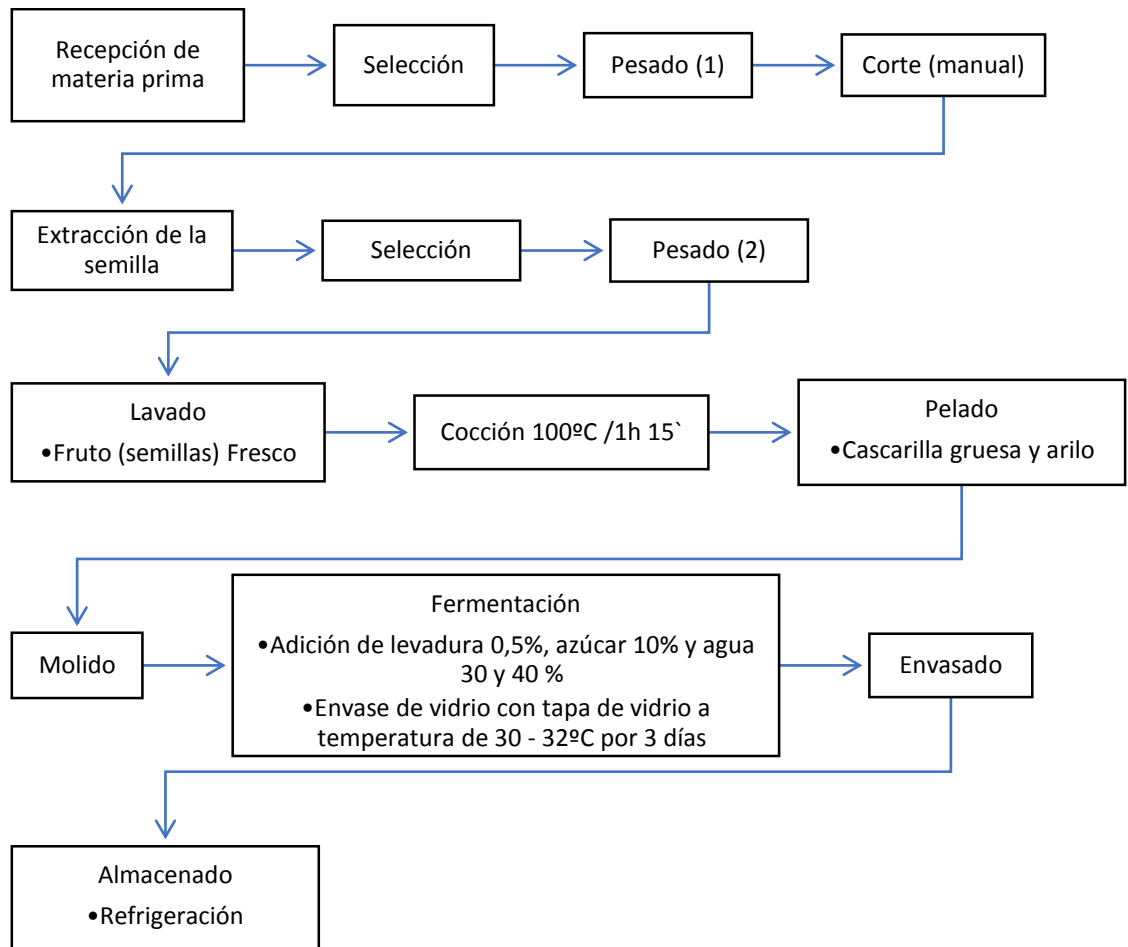 Recepción de
materia prima
Selección
Pesado (1)
Corte (manual)
Extracción de la
semilla
Selección
Pesado (2)
Lavado
•Fruto (semillas) Fresco
Cocción 100ºC /1h 15`
Pelado
•Cascarilla gruesa y arilo
Molido
Fermentación
•Adición de levadura 0,5%, azúcar 10% y agua
30 y 40 %
•Envase de vidrio con tapa de vidrio a
temperatura de 30 - 32ºC por 3 días
Envasado
Almacenado
•Refrigeración